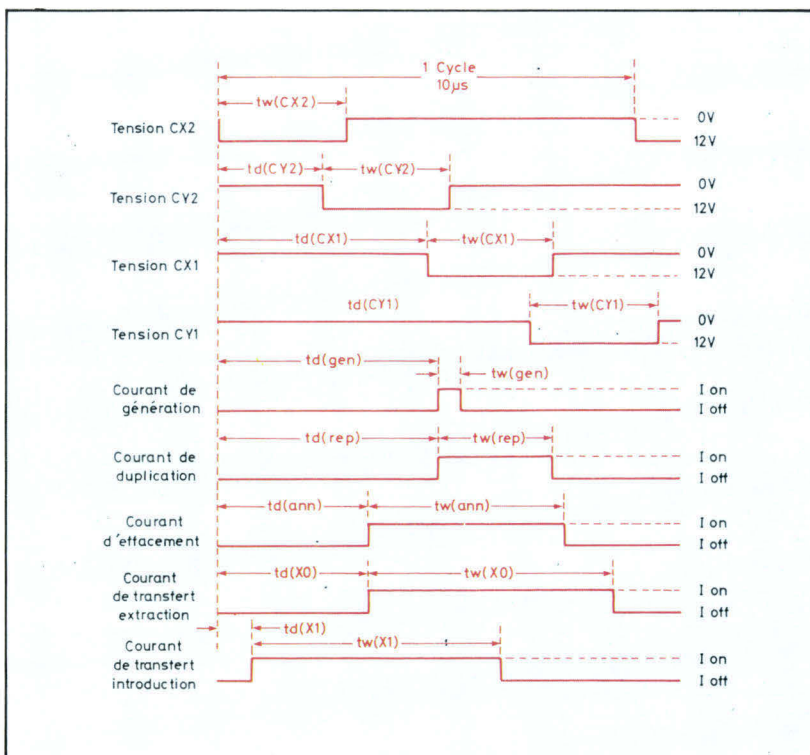 1 Cycle
10µs
tw(CX2)
Tension CX2
0V
12V
td(CY2)
tw(CY2)
Tension CY2
0V
12V
td(CX1)
tw(CX1)
Tension CX1
0V
12V
td(CY1)
tw(CY1)
Tension CY1
0V
12V
td(gen)
tw(gen)
Courant de
génération
I on
I off
td(rep)
tw(rep)
Courant de
duplication
I on
I off
td(ann)
tw(ann)
Courant
d'effacement
I on
I off
td(X0)
tw(X0)
Courant
de transfert
extraction
I on
I off
td(X1)
tw(X1)
Courant
de transfert
introduction
I on
I off